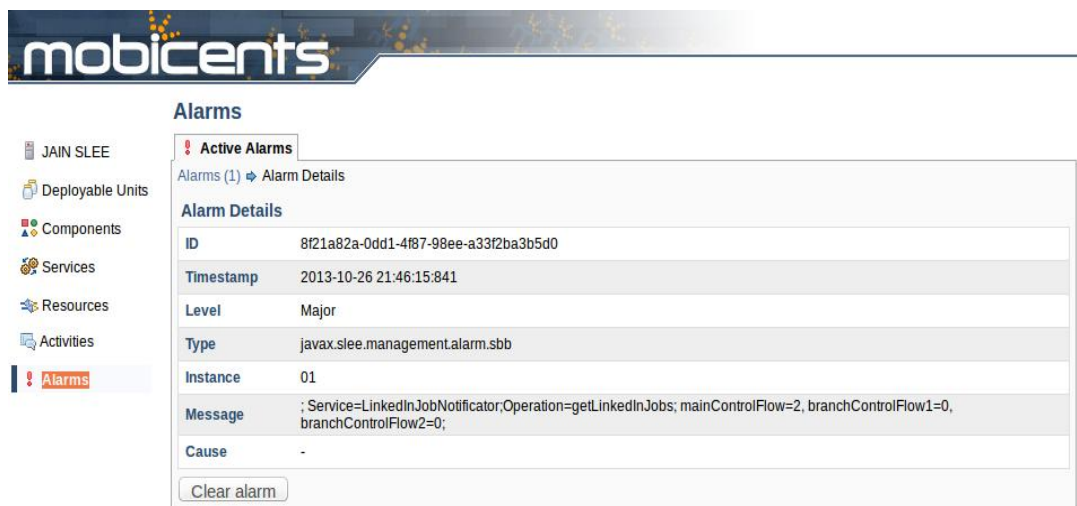 mobicents
Alarms
JAIN SLEE
Deployable Units
Components
Services
Resources
Activities
Alarms
Active Alarms
Alarms (1) Alarm Details
Alarm Details
ID 8f21a82a-0dd1-4f87-98ee-a33f2ba3b5d0
Timestamp 2013-10-26 21:46:15:841
Level Major
Type javax.slee.management.alarm.sbb
Instance 01
Message ; Service=LinkedInJobNotificator;Operation=getLinkedInJobs; mainControlFlow=2, branchControlFlow1=0,
branchControlFlow2=0;
Cause -
Clear alarm